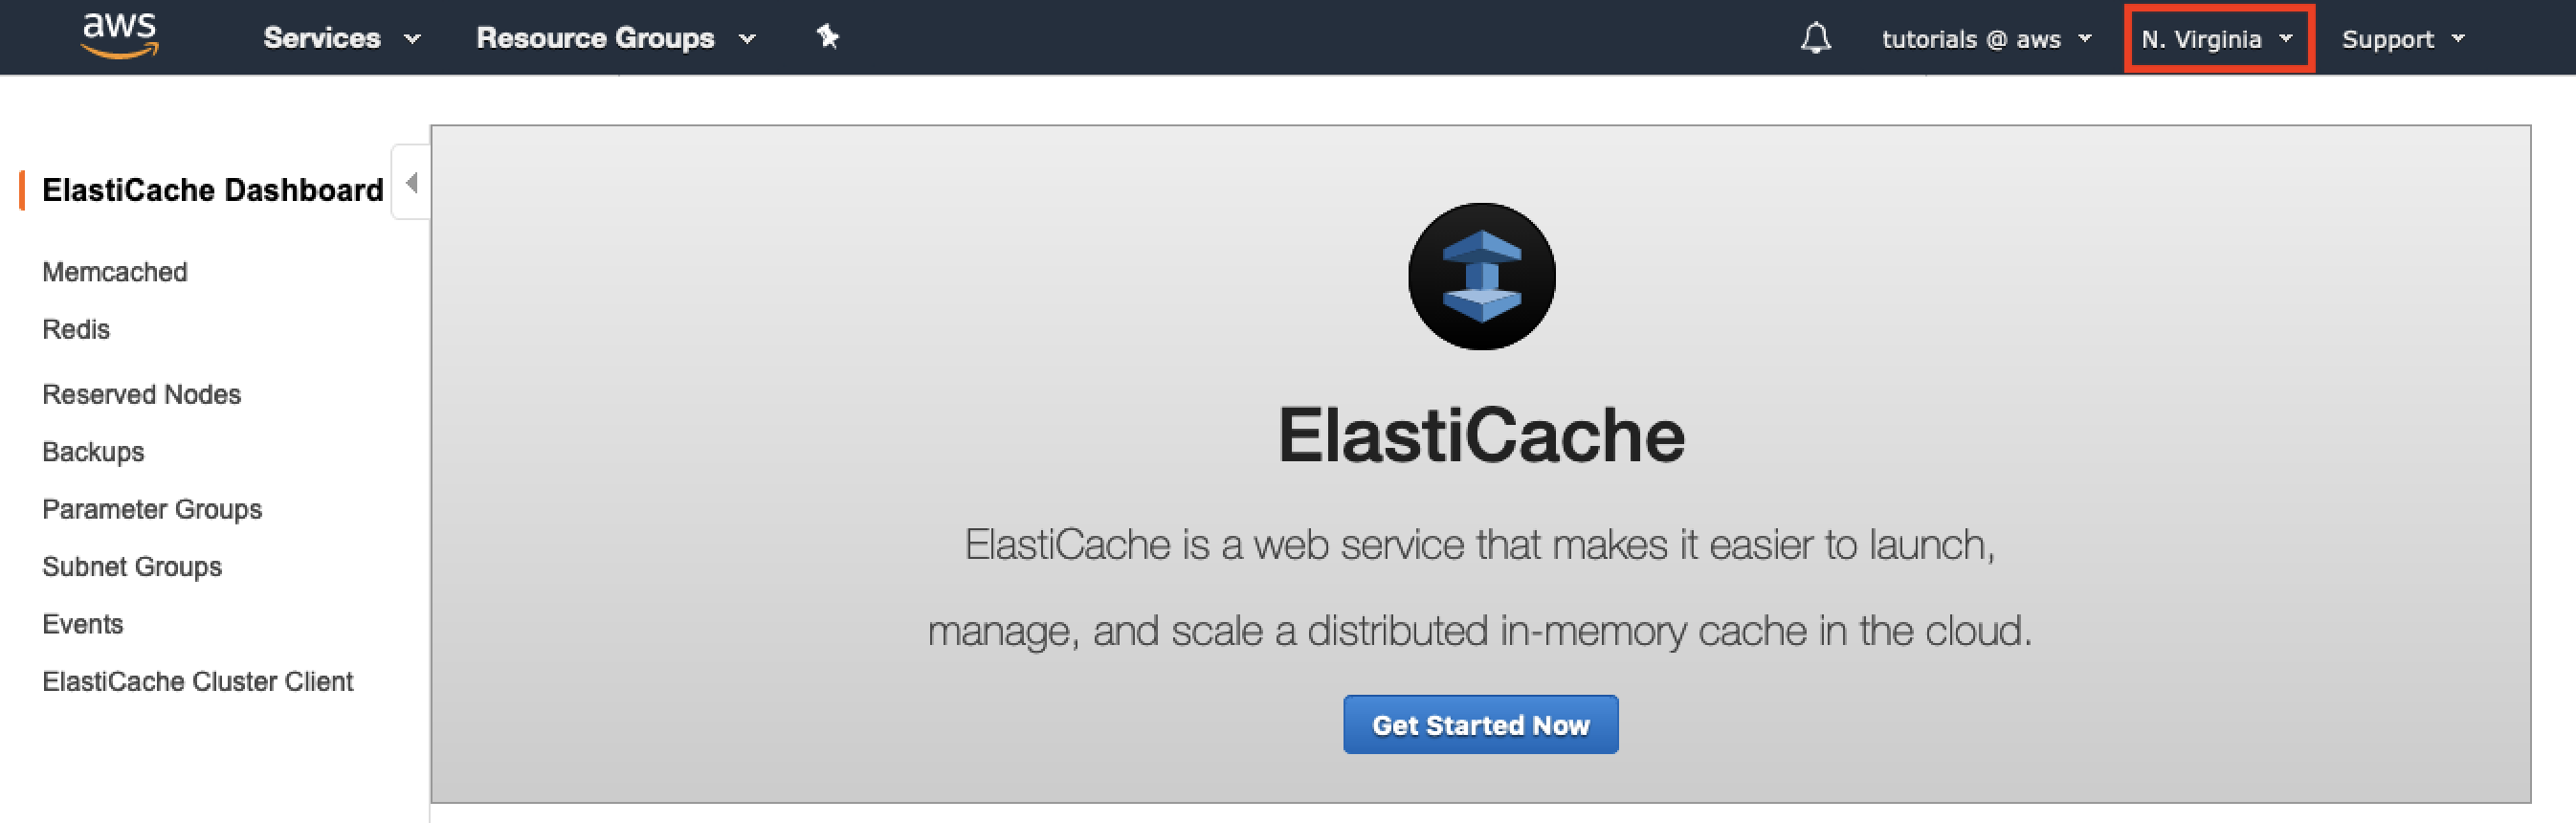 aws
Services
Resource Groups
tutorials @ aws
N. Virginia
Support
ElastiCache Dashboard
Memcached
Redis
Reserved Nodes
Backups
Parameter Groups
Subnet Groups
Events
ElastiCache Cluster Client
ElastiCache
ElastiCache is a web service that makes it easier to launch,
manage, and scale a distributed in-memory cache in the cloud.
Get Started Now